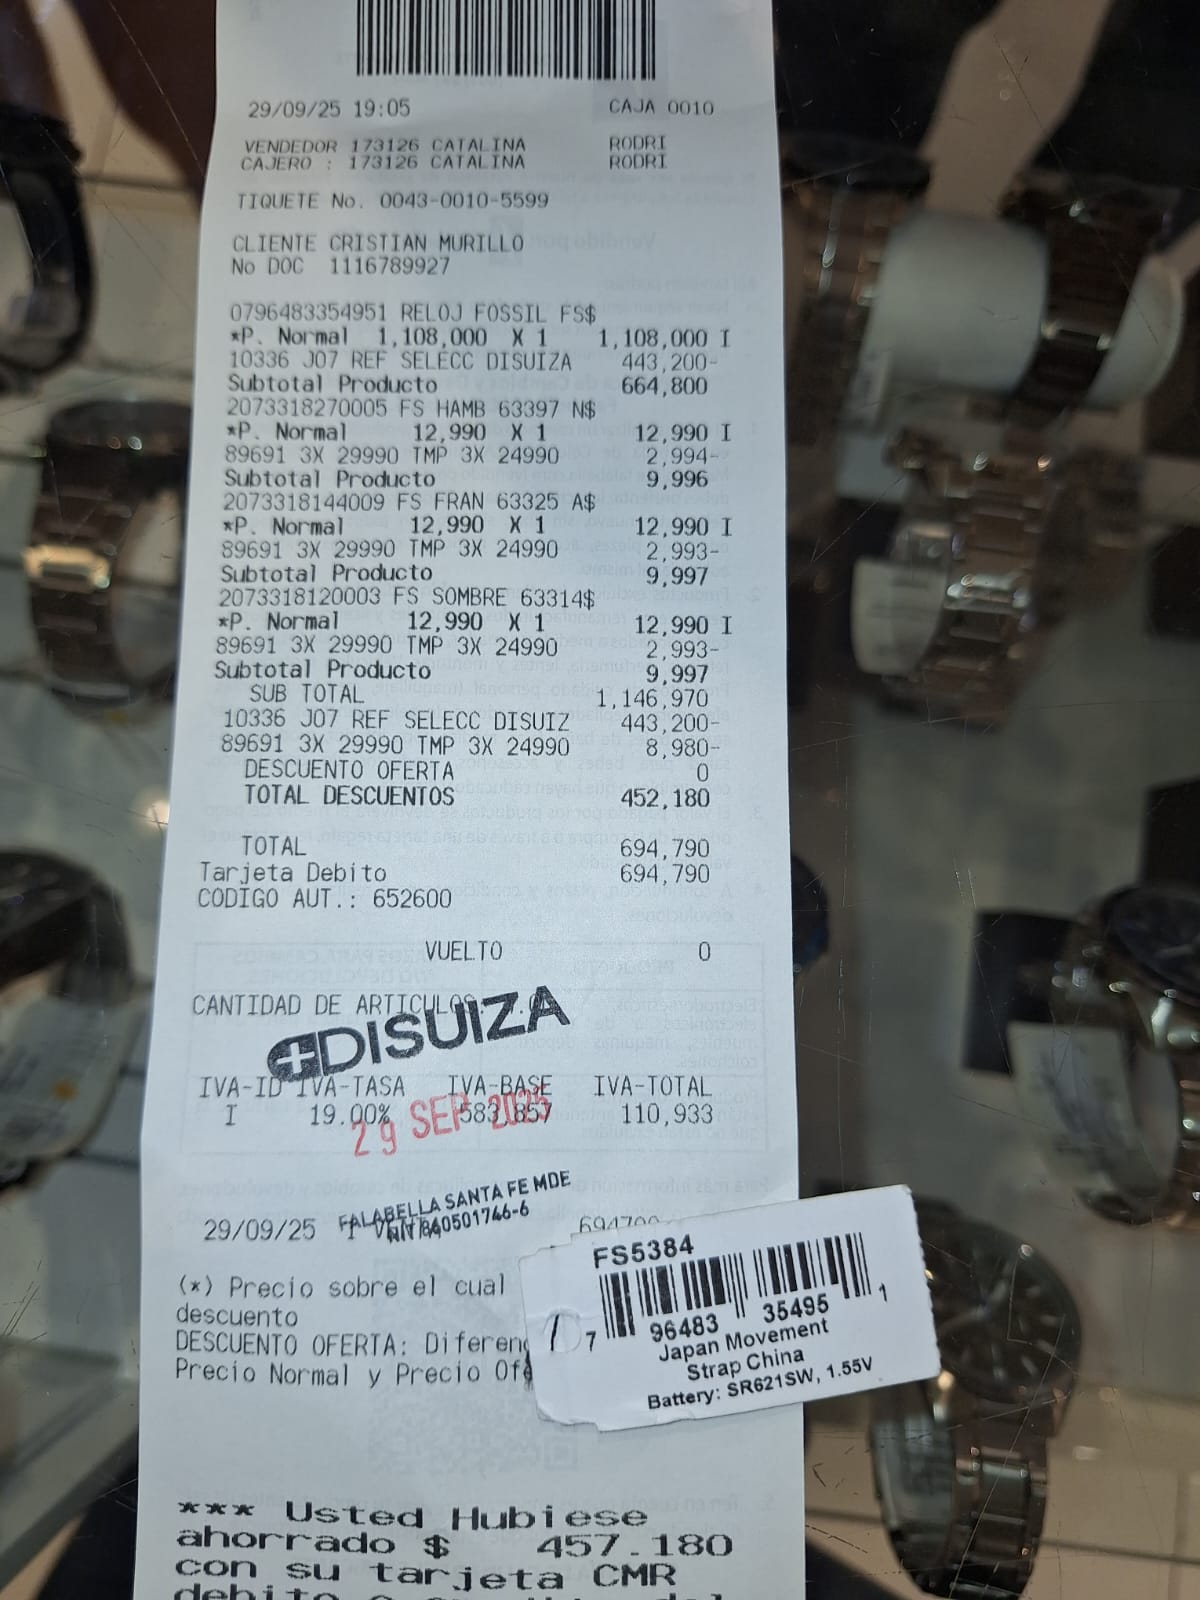 29/09/25 19:05 CAJA 0010
VENDEDOR 173126 CATALINA RODRI
CAJERO : 173126 CATALINA RODRI
TIQUETE No. 0043-0010-5599
CLIENTE CRISTIAN MURILLO
No DOC 1116789927
0796483354951 RELOJ FOSSIL FS$
*P. Normal 1,108,000 X 1 1,108,000 I
10336 J07 REF SELECC DISUIZA 443,200-
Subtotal Producto 664,800
2073318270005 FS HAMB 63397 N$
*P. Normal 12,990 X 1 12,990 I
89691 3X 29990 TMP 3X 24990 2,994-
Subtotal Producto 9,996
2073318144009 FS FRAN 63325 A$
*P. Normal 12,990 X 1 12,990 I
89691 3X 29990 TMP 3X 24990 2,993-
Subtotal Producto 9,997
2073318120003 FS SOMBRE 63314$
*P. Normal 12,990 X 1 12,990 I
89691 3X 29990 TMP 3X 24990 2,993-
Subtotal Producto 9,997
SUB TOTAL 1,146,970
10336 J07 REF SELECC DISUIZ 443,200-
89691 3X 29990 TMP 3X 24990 8,980-
DESCUENTO OFERTA 0
TOTAL DESCUENTOS 452,180
TOTAL 694,790
Tarjeta Debito 694,790
CODIGO AUT.: 652600
VUELTO 0
CANTIDAD DE ARTICULOS
DISUIZA
IVA-ID IVA-TASA IVA-BASE IVA-TOTAL
I 19.00% 583,857 110,933
29 SEP 2025
FALABELLA SANTA FE MDE
NIT 840501746-6
29/09/25 694790
(*) Precio sobre el cual
descuento
DESCUENTO OFERTA: Diferenc
Precio Normal y Precio Ofe
FS5384
7 96483 35495 1
Japan Movement
Strap China
Battery: SR621SW, 1.55V
*** Usted Hubiese
ahorrado $ 457.180
con su tarjeta CMR
debito